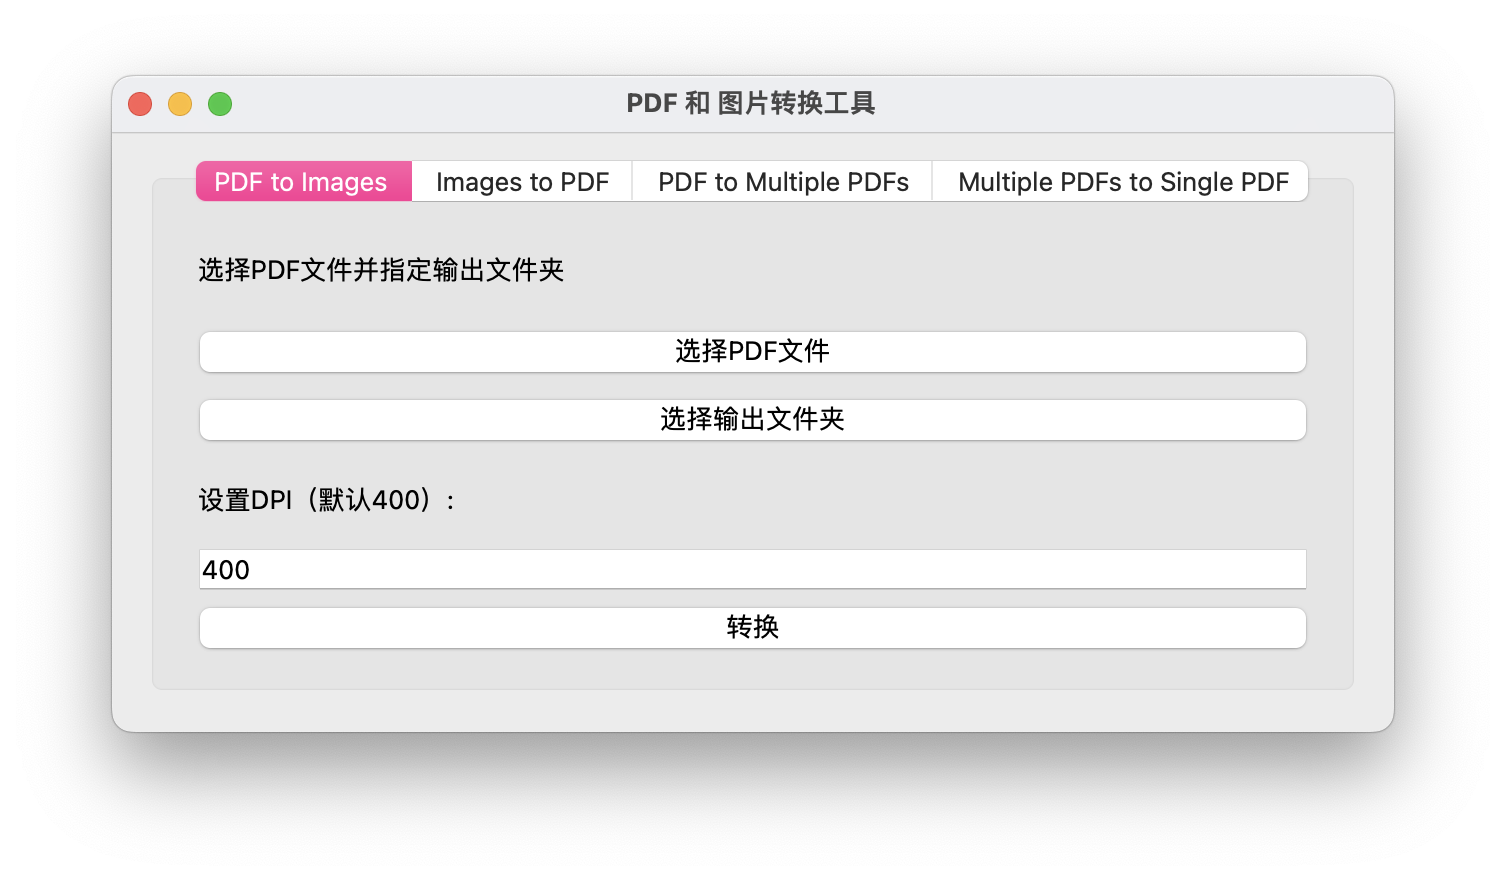 PDF 和 图片转换工具
PDF to Images
Images to PDF
PDF to Multiple PDFs
Multiple PDFs to Single PDF
选择PDF文件并指定输出文件夹
选择PDF文件
选择输出文件夹
设置DPI（默认400）:
400
转换